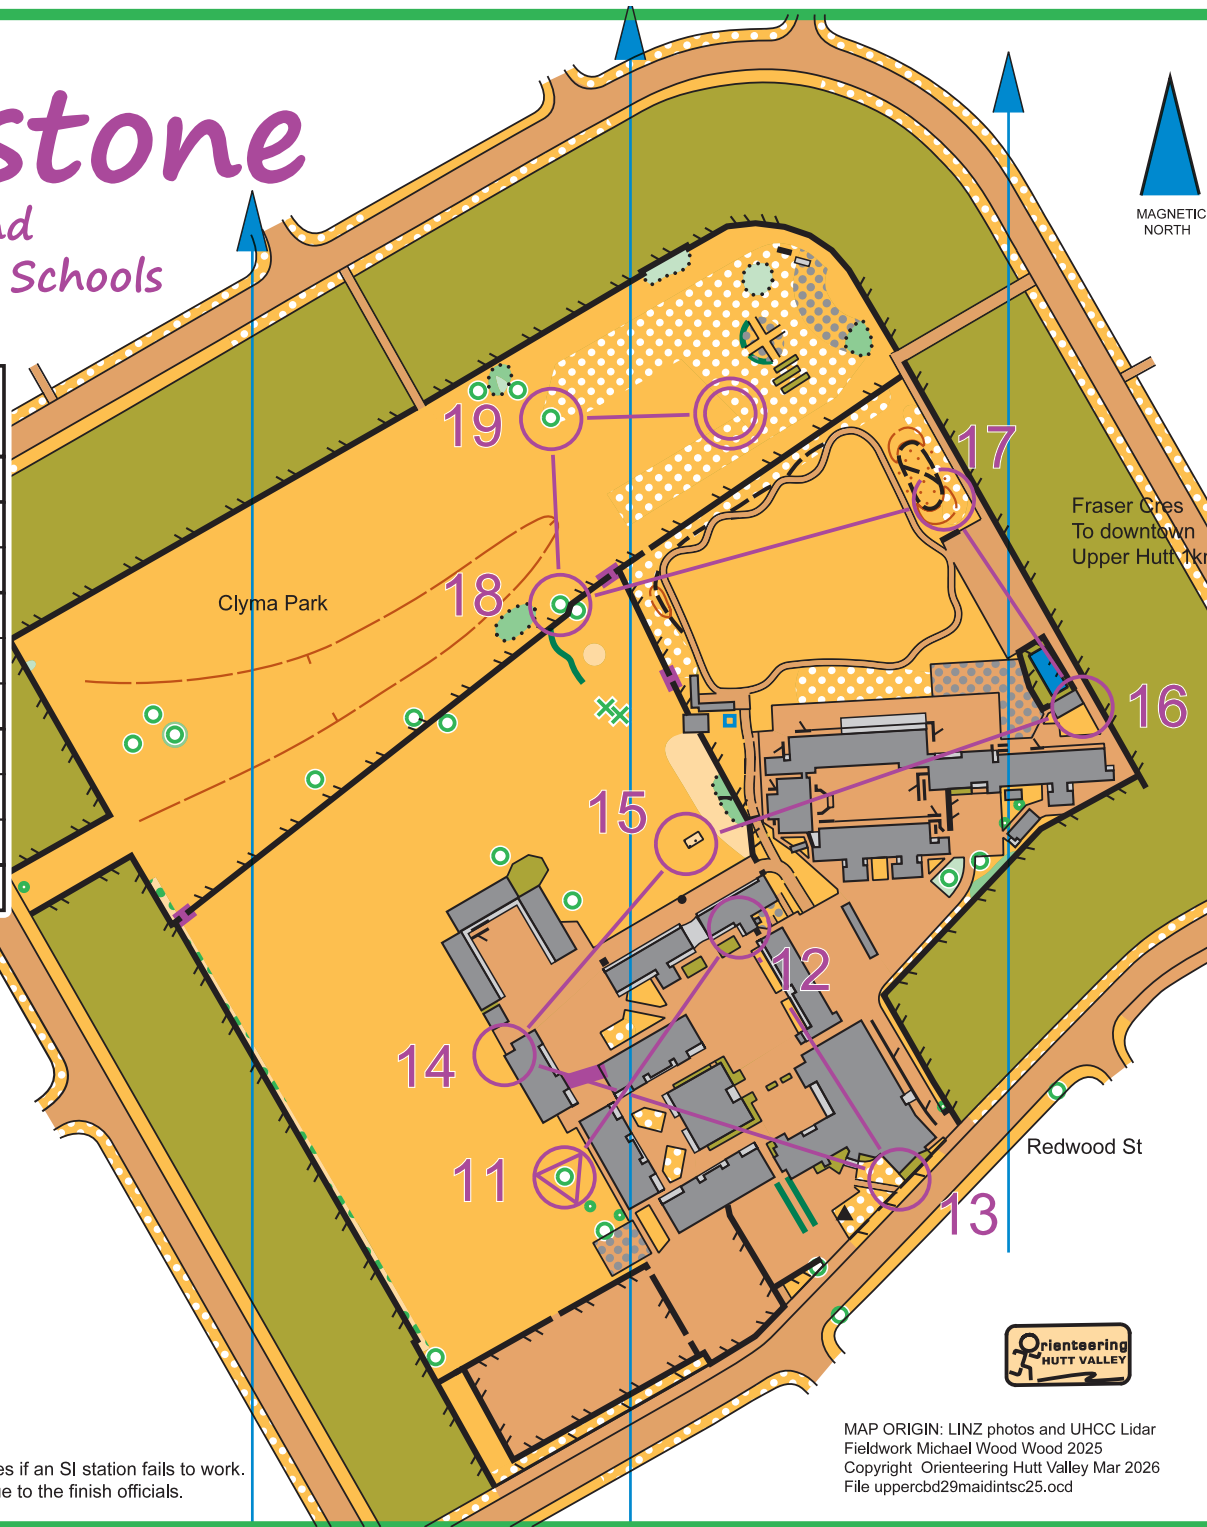 stone
Schools
MAGNETIC
NORTH
19
17
Fraser Cres
To downtown
Upper Hutt
18
Clyma Park
16
15
12
14
11
Redwood St
13
Orienteering
HUTT VALLEY
MAP ORIGIN: LINZ photos and UHCC Lidar
Fieldwork Michael Wood Wood 2025
Copyright Orienteering Hutt Valley Mar 2026
File uppercbd29maidintsc25.ocd
es if an SI station fails to work.
ue to the finish officials.